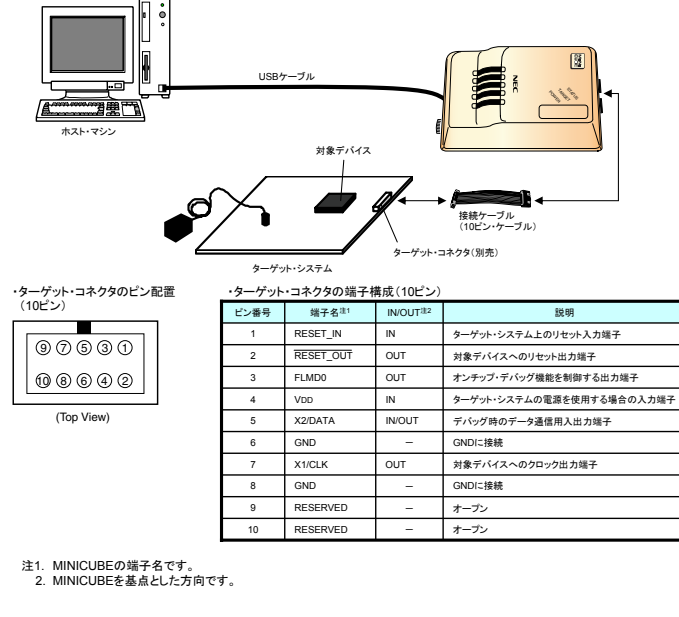 USBケーブル
NEC
STATUS
TARGET
POWER
ホスト・マシン
対象デバイス
接続ケーブル
(10ピン・ケーブル)
ターゲット・コネクタ(別売)
ターゲット・システム
・ターゲット・コネクタのピン配置
(10ピン)
⑨ ⑦ ⑤ ③ ①
⑩ ⑧ ⑥ ④ ②
(Top View)
・ターゲット・コネクタの端子構成(10ピン)
ピン番号 端子名注1 IN/OUT注2 説明
1 RESET_IN IN ターゲット・システム上のリセット入力端子
2 RESET_OUT OUT 対象デバイスへのリセット出力端子
3 FLMD0 OUT オンチップ・デバッグ機能を制御する出力端子
4 VDD IN ターゲット・システムの電源を使用する場合の入力端子
5 X2/DATA IN/OUT デバッグ時のデータ通信用入出力端子
6 GND － GNDに接続
7 X1/CLK OUT 対象デバイスへのクロック出力端子
8 GND － GNDに接続
9 RESERVED － オープン
10 RESERVED － オープン
注1. MINICUBEの端子名です。
2. MINICUBEを基点とした方向です。